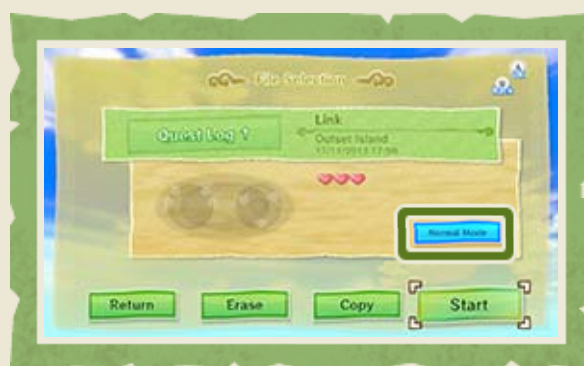 File Selection
Quest Log 1
Link
Outset Island
Normal Mode
Return
Erase
Copy
Start